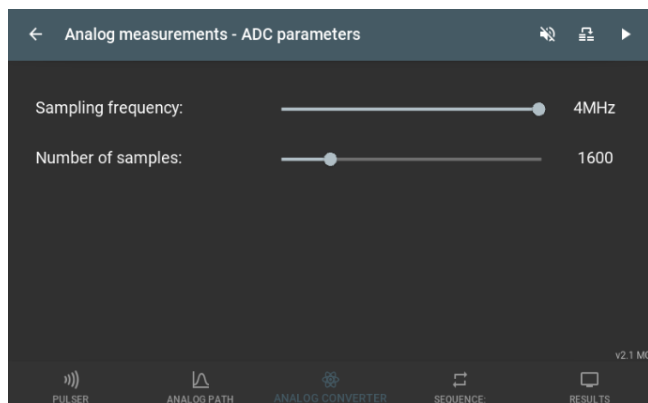 Analog measurements - ADC parameters
Sampling frequency: 4MHz
Number of samples: 1600
v2.1 MO
PULSER ANALOG PATH ANALOG CONVERTER SEQUENCE: RESULTS